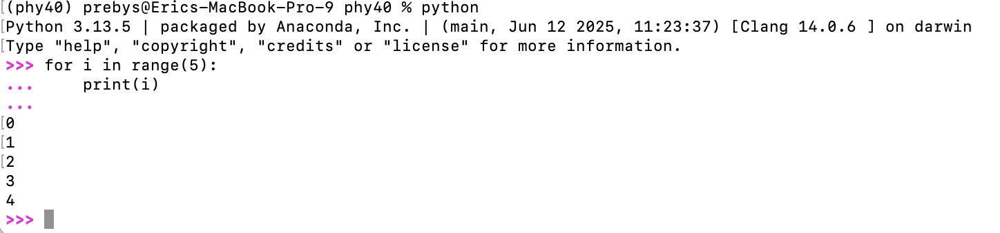 [(phy40) prebys@Erics-MacBook-Pro-9 phy40 % python
[Python 3.13.5 | packaged by Anaconda, Inc. | (main, Jun 12 2025, 11:23:37) [Clang 14.0.6 ] on darwin
[Type "help", "copyright", "credits" or "license" for more information.
>>> for i in range(5):
...     print(i)
...
[0
[1
[2
3
4
>>>